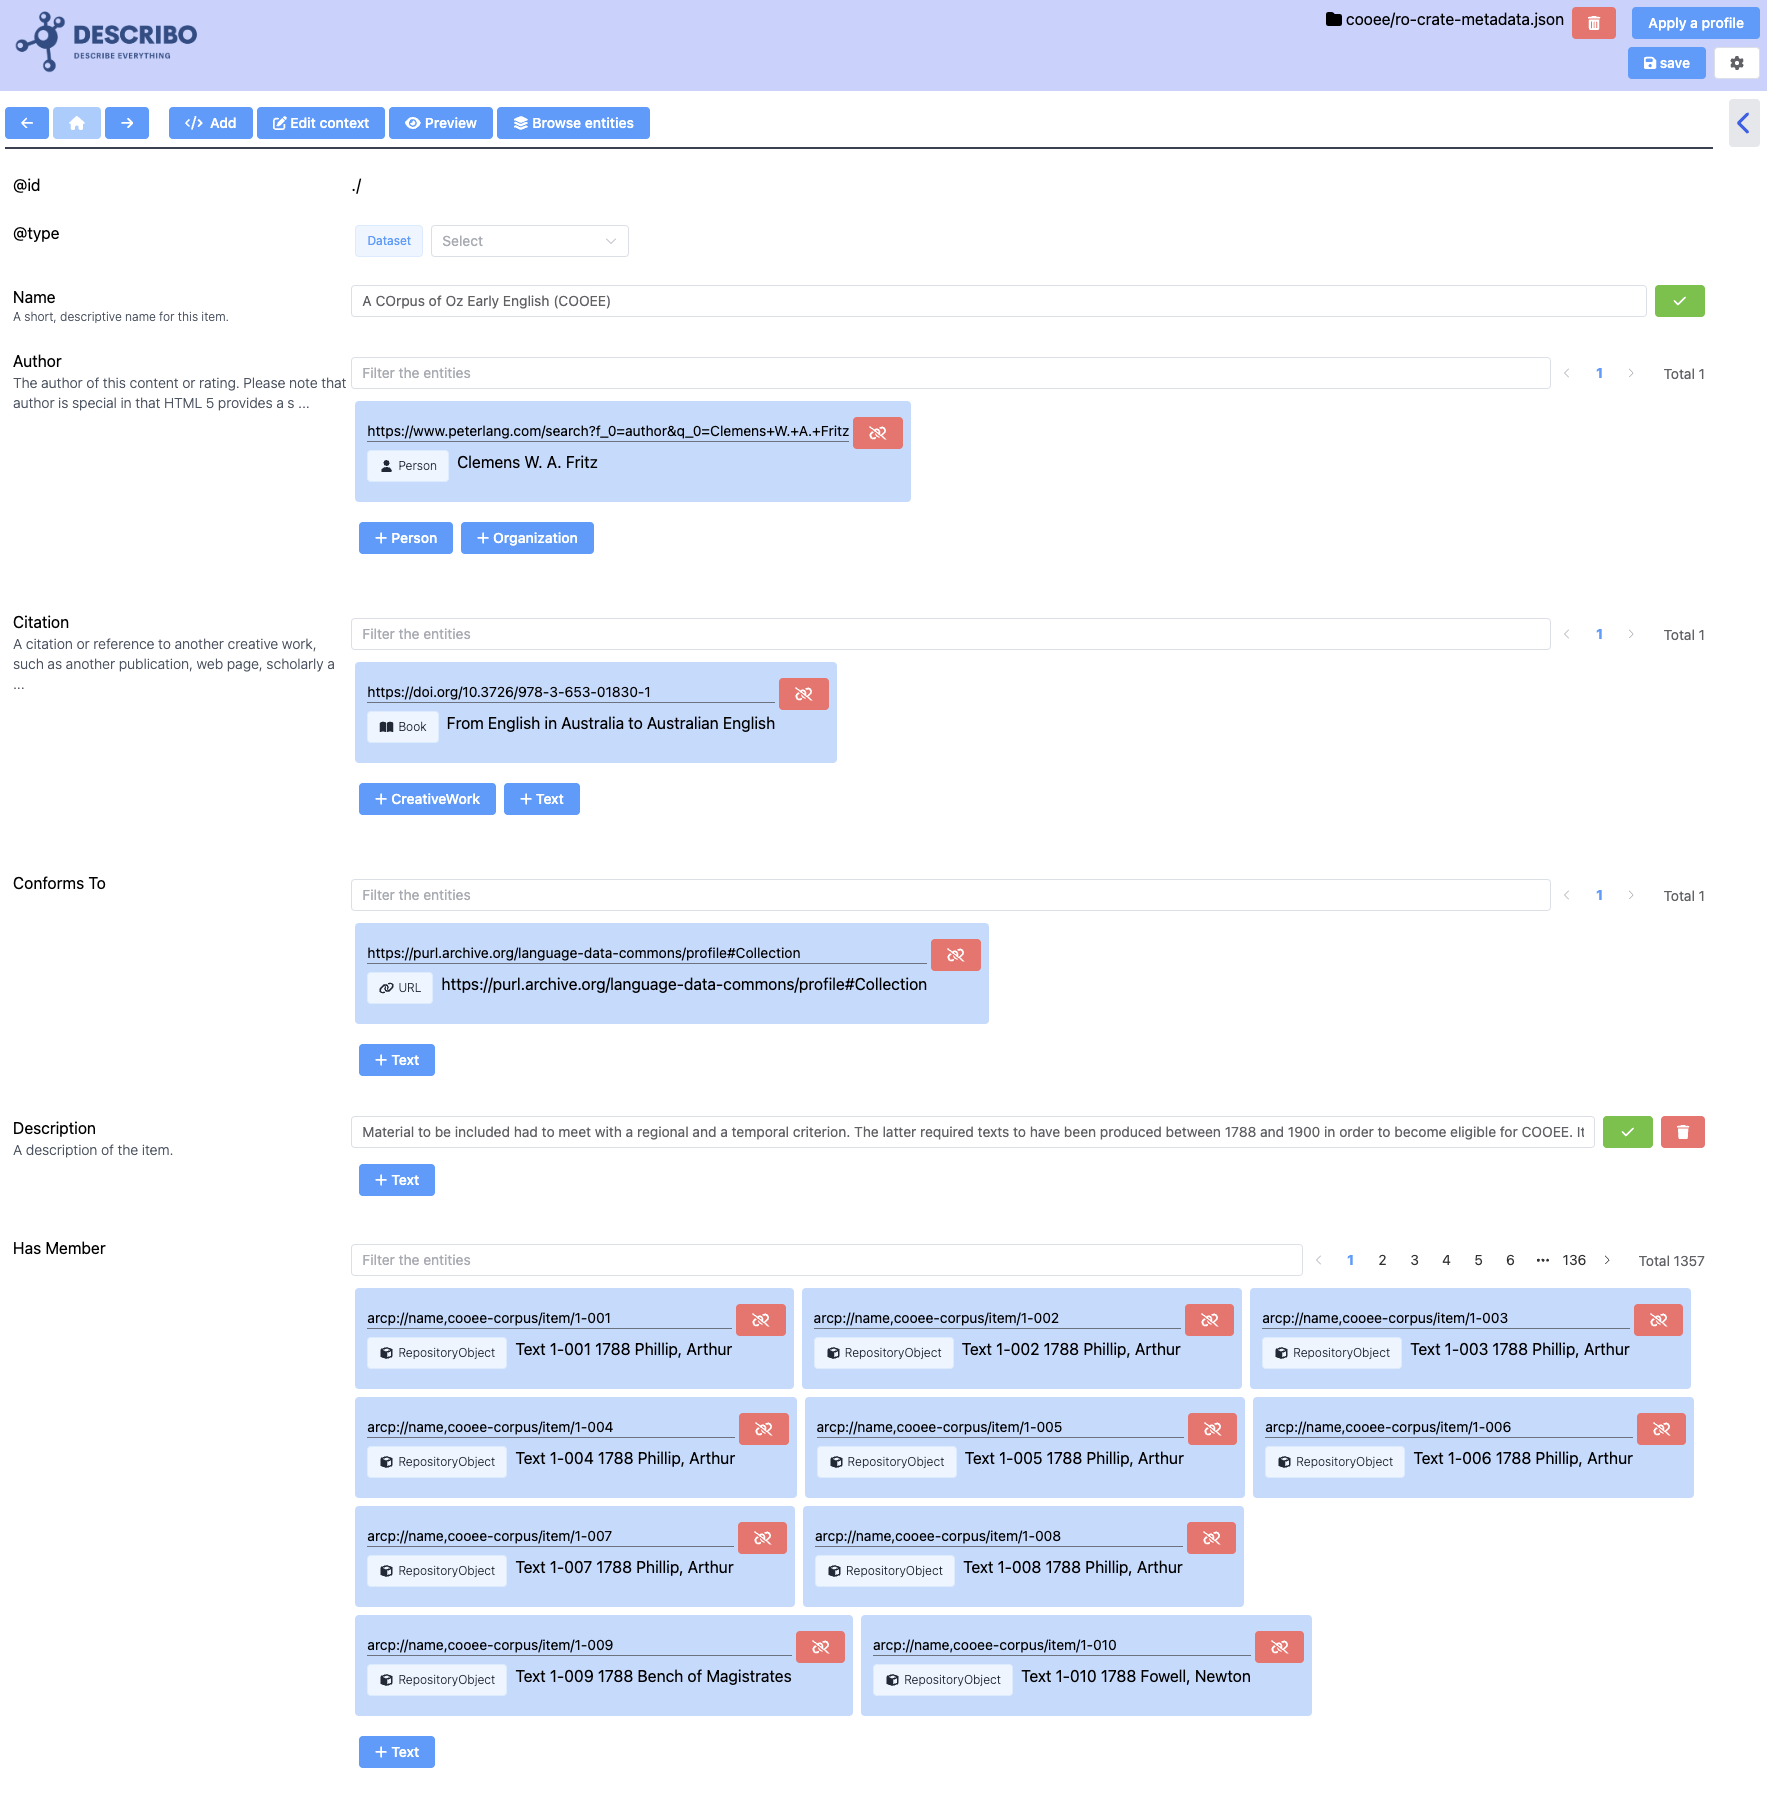 DESCRIBO
DESCRIBE EVERYTHING
cooee/ro-crate-metadata.json
Apply a profile
save
Add
Edit context
Preview
Browse entities
@id
./
@type
Dataset
Select
Name
A short, descriptive name for this item.
A COrpus of Oz Early English (COOEE)
Author
The author of this content or rating. Please note that
author is special in that HTML 5 provides a s ...
Filter the entities
1
Total 1
https://www.peterlang.com/search?f_0=author&q_0=Clemens+W.+A.+Fritz
Person
Clemens W. A. Fritz
+ Person
+ Organization
Citation
A citation or reference to another creative work,
such as another publication, web page, scholarly a
...
Filter the entities
1
Total 1
https://doi.org/10.3726/978-3-653-01830-1
Book
From English in Australia to Australian English
+ CreativeWork
+ Text
Conforms To
Filter the entities
1
Total 1
https://purl.archive.org/language-data-commons/profile#Collection
URL
https://purl.archive.org/language-data-commons/profile#Collection
+ Text
Description
A description of the item.
Material to be included had to meet with a regional and a temporal criterion. The latter required texts to have been produced between 1788 and 1900 in order to become eligible for COOEE. It
+ Text
Has Member
Filter the entities
1 2 3 4 5 6 ••• 136
Total 1357
arcp://name,cooee-corpus/item/1-001
RepositoryObject
Text 1-001 1788 Phillip, Arthur
arcp://name,cooee-corpus/item/1-002
RepositoryObject
Text 1-002 1788 Phillip, Arthur
arcp://name,cooee-corpus/item/1-003
RepositoryObject
Text 1-003 1788 Phillip, Arthur
arcp://name,cooee-corpus/item/1-004
RepositoryObject
Text 1-004 1788 Phillip, Arthur
arcp://name,cooee-corpus/item/1-005
RepositoryObject
Text 1-005 1788 Phillip, Arthur
arcp://name,cooee-corpus/item/1-006
RepositoryObject
Text 1-006 1788 Phillip, Arthur
arcp://name,cooee-corpus/item/1-007
RepositoryObject
Text 1-007 1788 Phillip, Arthur
arcp://name,cooee-corpus/item/1-008
RepositoryObject
Text 1-008 1788 Phillip, Arthur
arcp://name,cooee-corpus/item/1-009
RepositoryObject
Text 1-009 1788 Bench of Magistrates
arcp://name,cooee-corpus/item/1-010
RepositoryObject
Text 1-010 1788 Fowell, Newton
+ Text